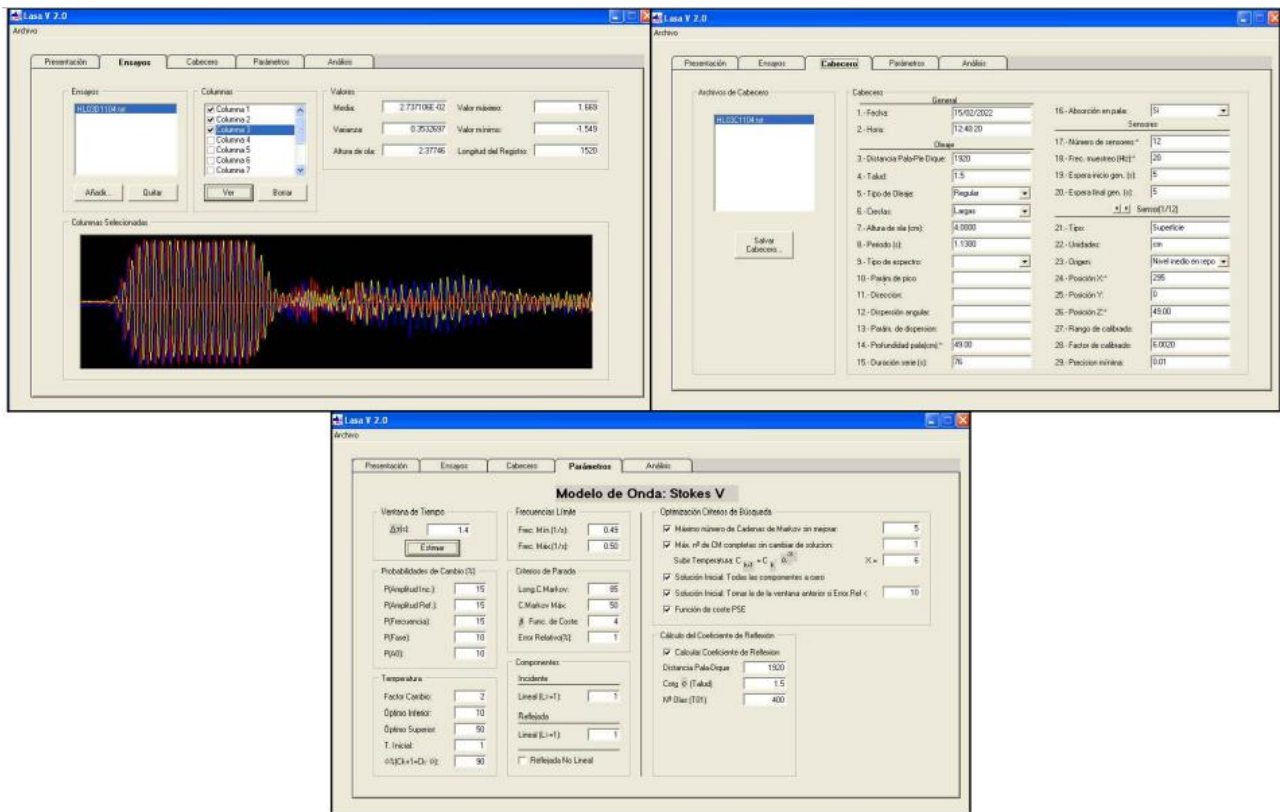 Lasa V 2.0
Archivo
Presentación Ensayos Cabecero Parámetros Análisis
Ensayos
HL03D1104.txt
Añadir... Quitar
Columnas
Columna 1
Columna 2
Columna 3
Columna 4
Columna 5
Columna 6
Columna 7
Ver Borrar
Valores
Media: 2.737106E-02 Valor máximo: 1.669
Varianza: 0.3532697 Valor mínimo: -1.549
Altura de ola: 2.37746 Longitud del Registro: 1520
Columnas Seleccionadas
Lasa V 2.0
Archivo
Presentación Ensayos Cabecero Parámetros Análisis
Archivos de Cabecero
Salvar
Cabecero...
Cabecero
General
1.- Fecha: 15/02/2022
2.- Hora: 12:48:20
Oleaje
3.- Distancia Pala-Pie Dique: 1920
4.- Talud: 1.5
5.- Tipo de Oleaje: Regular
6.- Crestas: Largas
7.- Altura de ola (cm): 4.0000
8.- Periodo (s): 1.1300
9.- Tipo de espectro:
10.- Parám. de pico
11.- Direccion:
12.- Dispersión angular:
13.- Parám. de dispersion:
14.- Profundidad pala(cm):* 49.00
15.- Duración serie (s): 76
16.- Absorción en pala: Si
Sensores
17.- Número de sensores:* 12
18.- Frec. muestreo (Hz):* 20
19.- Espera inicio gen. (s): 5
20.- Espera final gen. (s): 5
Sensor(1/12)
21.- Tipo: Superficie
22.- Unidades: cm
23.- Origen: Nivel medio en repo
24.- Posición X:* 295
25.- Posición Y: 0
26.- Posición Z:* 49.00
27.- Rango de calibrado:
28.- Factor de calibrado: 6.0020
29.- Precision mínima: 0.01
Lasa V 2.0
Archivo
Presentación Ensayos Cabecero Parámetros Análisis
Modelo de Onda: Stokes V
Ventana de Tiempo
1.4
Estimar
Probabilidades de Cambio (%)
P(Amplitud Inc.): 15
P(Amplitud Ref.): 15
P(Frecuencia): 15
P(Fase): 10
P(A0): 10
Temperatura
Factor Cambio: 2
Óptimo Inferior: 10
Óptimo Superior: 50
T. Inicial: 1
90
Frecuencias Límite
Frec. Mín.(1/s): 0.49
Frec. Máx(1/s): 0.50
Criterios de Parada
Long.C.Markov: 85
C.Markov Máx: 50
β Func. de Coste 4
Error Relativo(%): 1
Componentes
Incidente
Lineal (Li=1): 1
Reflejada
Lineal (Li=1): 1
Reflejada No Lineal
Optimización Criterios de Búsqueda
Máximo número de Cadenas de Markov sin mejorar: 5
Máx. nº de CM completas sin cambiar de solucion: 1
Subir Temperatura: X = 6
Solución Inicial: Todas las componentes a cero
Solución Inicial: Tomar la de la ventana anterior si Error.Rel < 10
Función de coste PSE
Cálculo del Coeficiente de Reflexión
Calcular Coeficiente de Reflexion
Distancia Pala-Dique 1920
Cotg Θ (Talud) 1.5
Nº Olas (T01): 400